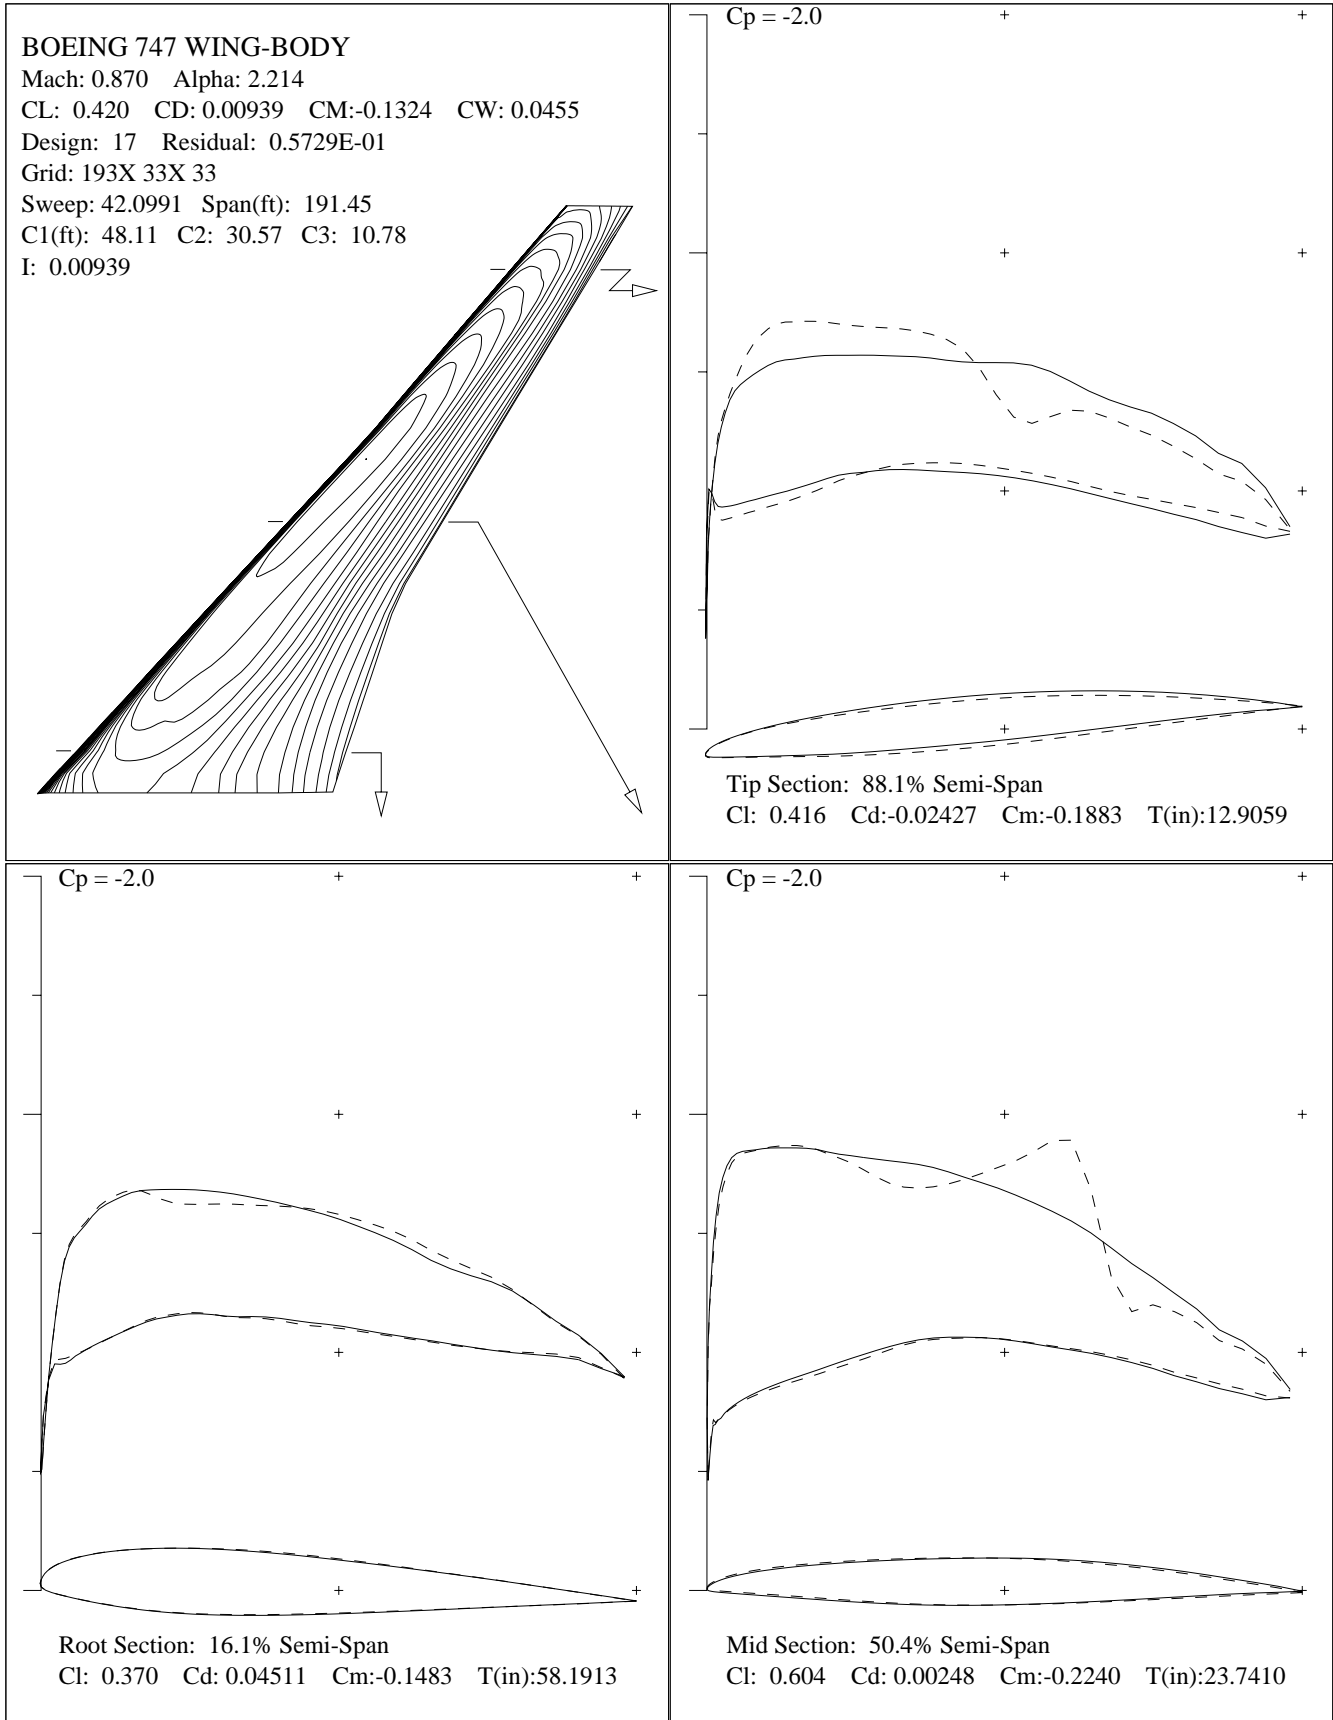 BOEING 747 WING-BODY
Mach: 0.870 Alpha: 2.214
CL: 0.420 CD: 0.00939 CM:-0.1324 CW: 0.0455
Design: 17 Residual: 0.5729E-01
Grid: 193X 33X 33
Sweep: 42.0991 Span(ft): 191.45
C1(ft): 48.11 C2: 30.57 C3: 10.78
I: 0.00939
Cp = -2.0
Tip Section: 88.1% Semi-Span
Cl: 0.416 Cd:-0.02427 Cm:-0.1883 T(in):12.9059
Cp = -2.0
Root Section: 16.1% Semi-Span
Cl: 0.370 Cd: 0.04511 Cm:-0.1483 T(in):58.1913
Cp = -2.0
Mid Section: 50.4% Semi-Span
Cl: 0.604 Cd: 0.00248 Cm:-0.2240 T(in):23.7410